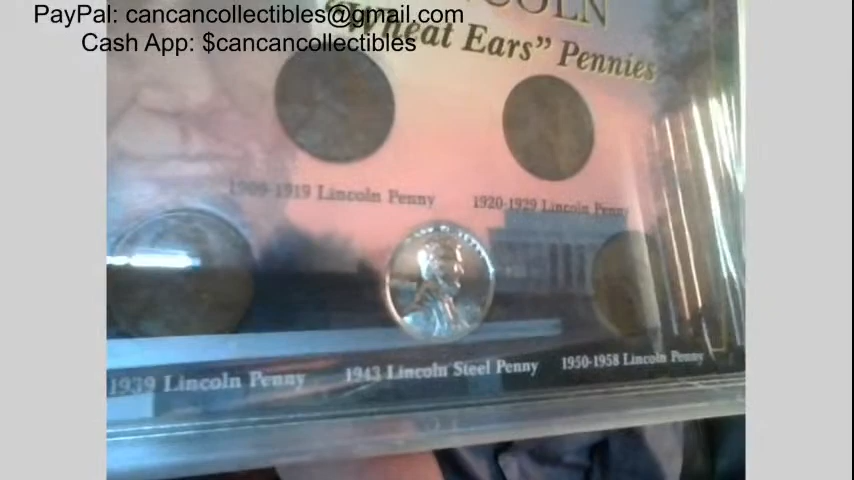 PayPal: cancancollectibles@gmail.com
Cash App: $cancancollectibles
"Wheat Ears" Pennies
1909-1919 Lincoln Penny
1920-1929 Lincoln Penny
1939 Lincoln Penny
1943 Lincoln Steel Penny
1950-1958 Lincoln Penny